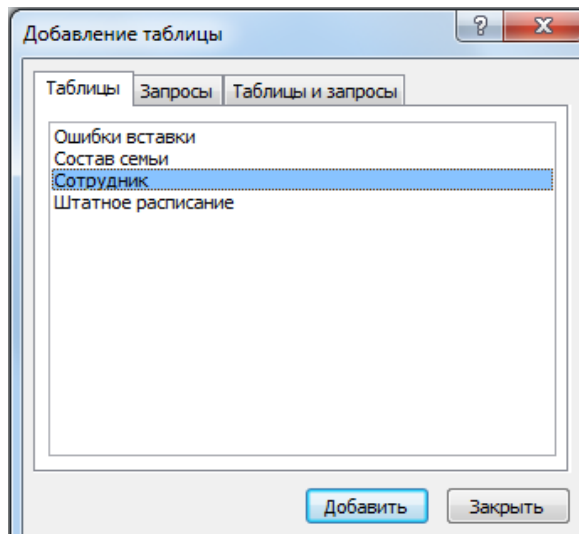 Добавление таблицы
Таблицы Запросы Таблицы и запросы
Ошибки вставки
Состав семьи
Сотрудник
Штатное расписание
Добавить Закрыть